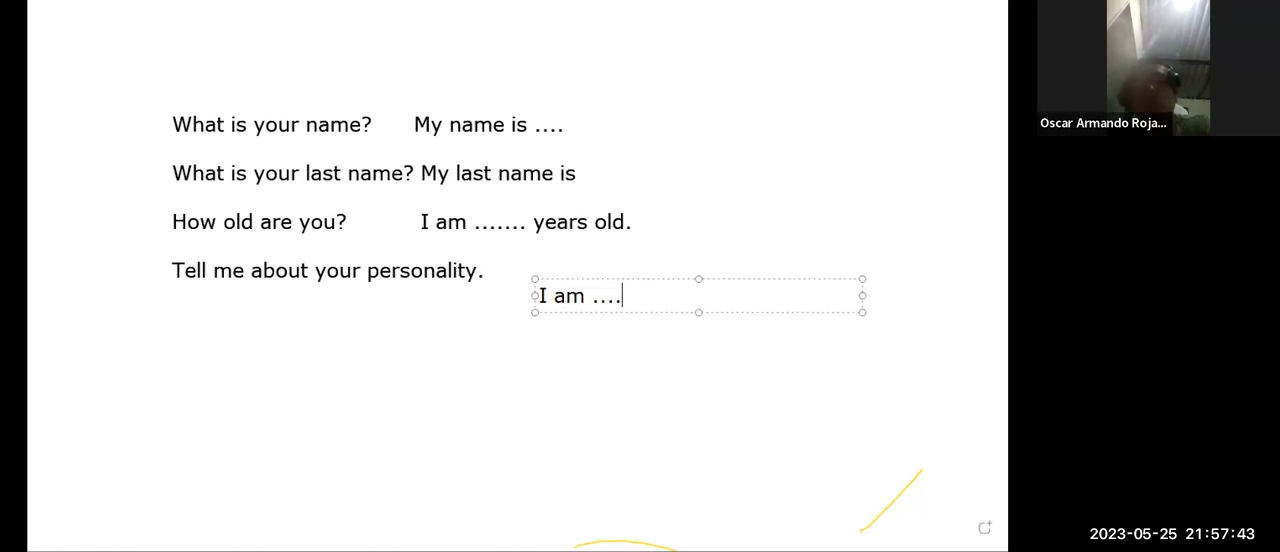 What is your name? My name is ....
What is your last name? My last name is
How old are you? I am ....... years old.
Tell me about your personality.
I am ....
Oscar Armando Roja...
2023-05-25 21:57:43